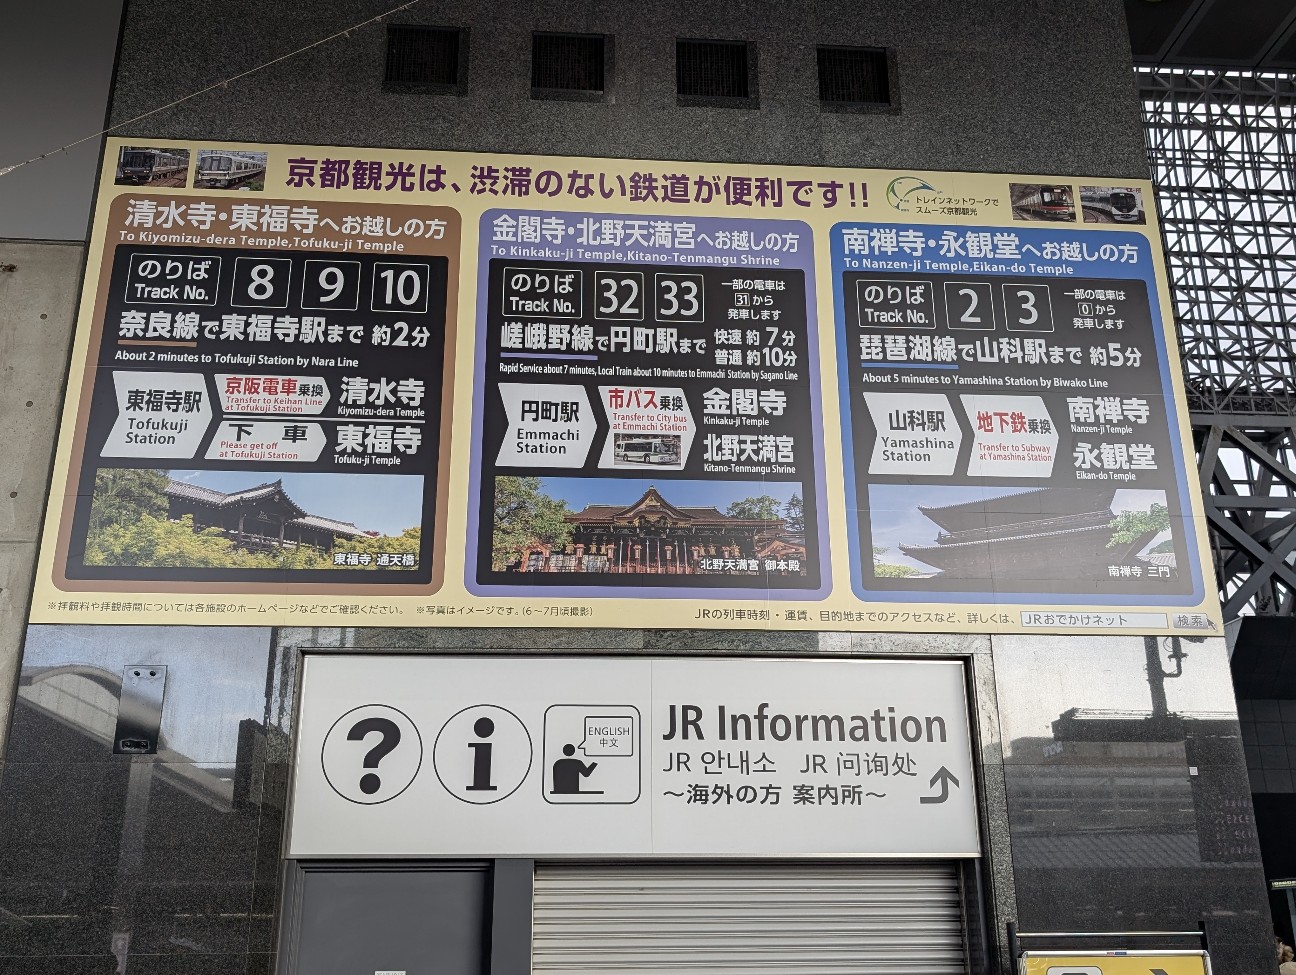 京都観光は、渋滞のない鉄道が便利です!!
トレインネットワークで
スムーズ京都観光
清水寺・東福寺へお越しの方
To Kiyomizu-dera Temple,Tofuku-ji Temple
のりば
Track No.
8 9 10
奈良線で東福寺駅まで 約2分
About 2 minutes to Tofukuji Station by Nara Line
東福寺駅
Tofukuji
Station
京阪電車乗換
Transfer to Keihan Line
at Tofukuji Station
清水寺
Kiyomizu-dera Temple
下 車
Please get off
at Tofukuji Station
東福寺
Tofuku-ji Temple
東福寺 通天橋
金閣寺・北野天満宮へお越しの方
To Kinkaku-ji Temple,Kitano-Tenmangu Shrine
のりば
Track No.
32 33
一部の電車は
31から
発車します
嵯峨野線で円町駅まで 快速 約 7分
普通 約10分
Rapid Service about 7 minutes, Local Train about 10 minutes to Emmachi Station by Sagano Line
円町駅
Emmachi
Station
市バス乗換
Transfer to City bus
at Emmachi Station
金閣寺
Kinkaku-ji Temple
北野天満宮
Kitano-Tenmangu Shrine
北野天満宮 御本殿
南禅寺・永観堂へお越しの方
To Nanzen-ji Temple,Eikan-do Temple
のりば
Track No.
2 3
一部の電車は
0から
発車します
琵琶湖線で山科駅まで 約5分
About 5 minutes to Yamashina Station by Biwako Line
山科駅
Yamashina
Station
地下鉄乗換
Transfer to Subway
at Yamashina Station
南禅寺
Nanzen-ji Temple
永観堂
Eikan-do Temple
南禅寺 三門
※拝観料や拝観時間については各施設のホームページなどでご確認ください。 ※写真はイメージです。(6～7月頃撮影)
JRの列車時刻・運賃、目的地までのアクセスなど、詳しくは、 JRおでかけネット 検索
? i
ENGLISH
中文
JR Information
JR 안내소 JR 问询处
～海外の方 案内所～